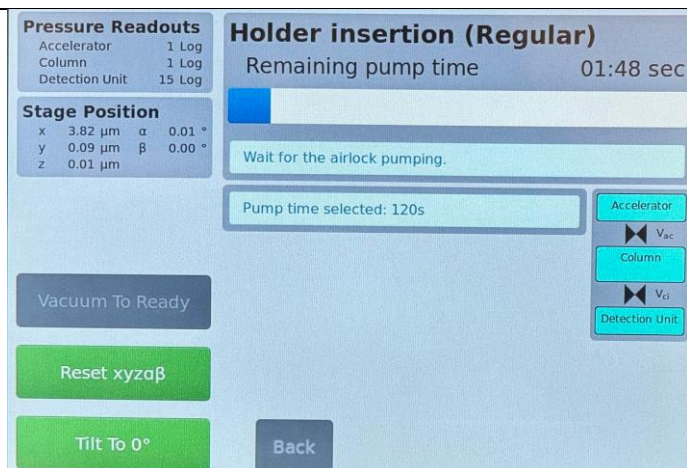 Pressure Readouts
Accelerator 1 Log
Column 1 Log
Detection Unit 15 Log
Stage Position
x 3.82 µm α 0.01 °
y 0.09 µm β 0.00 °
z 0.01 µm
Vacuum To Ready
Reset xyzαβ
Tilt To 0°
Holder insertion (Regular)
Remaining pump time 01:48 sec
Wait for the airlock pumping.
Pump time selected: 120s
Back
Accelerator
Vac
Column
Vci
Detection Unit